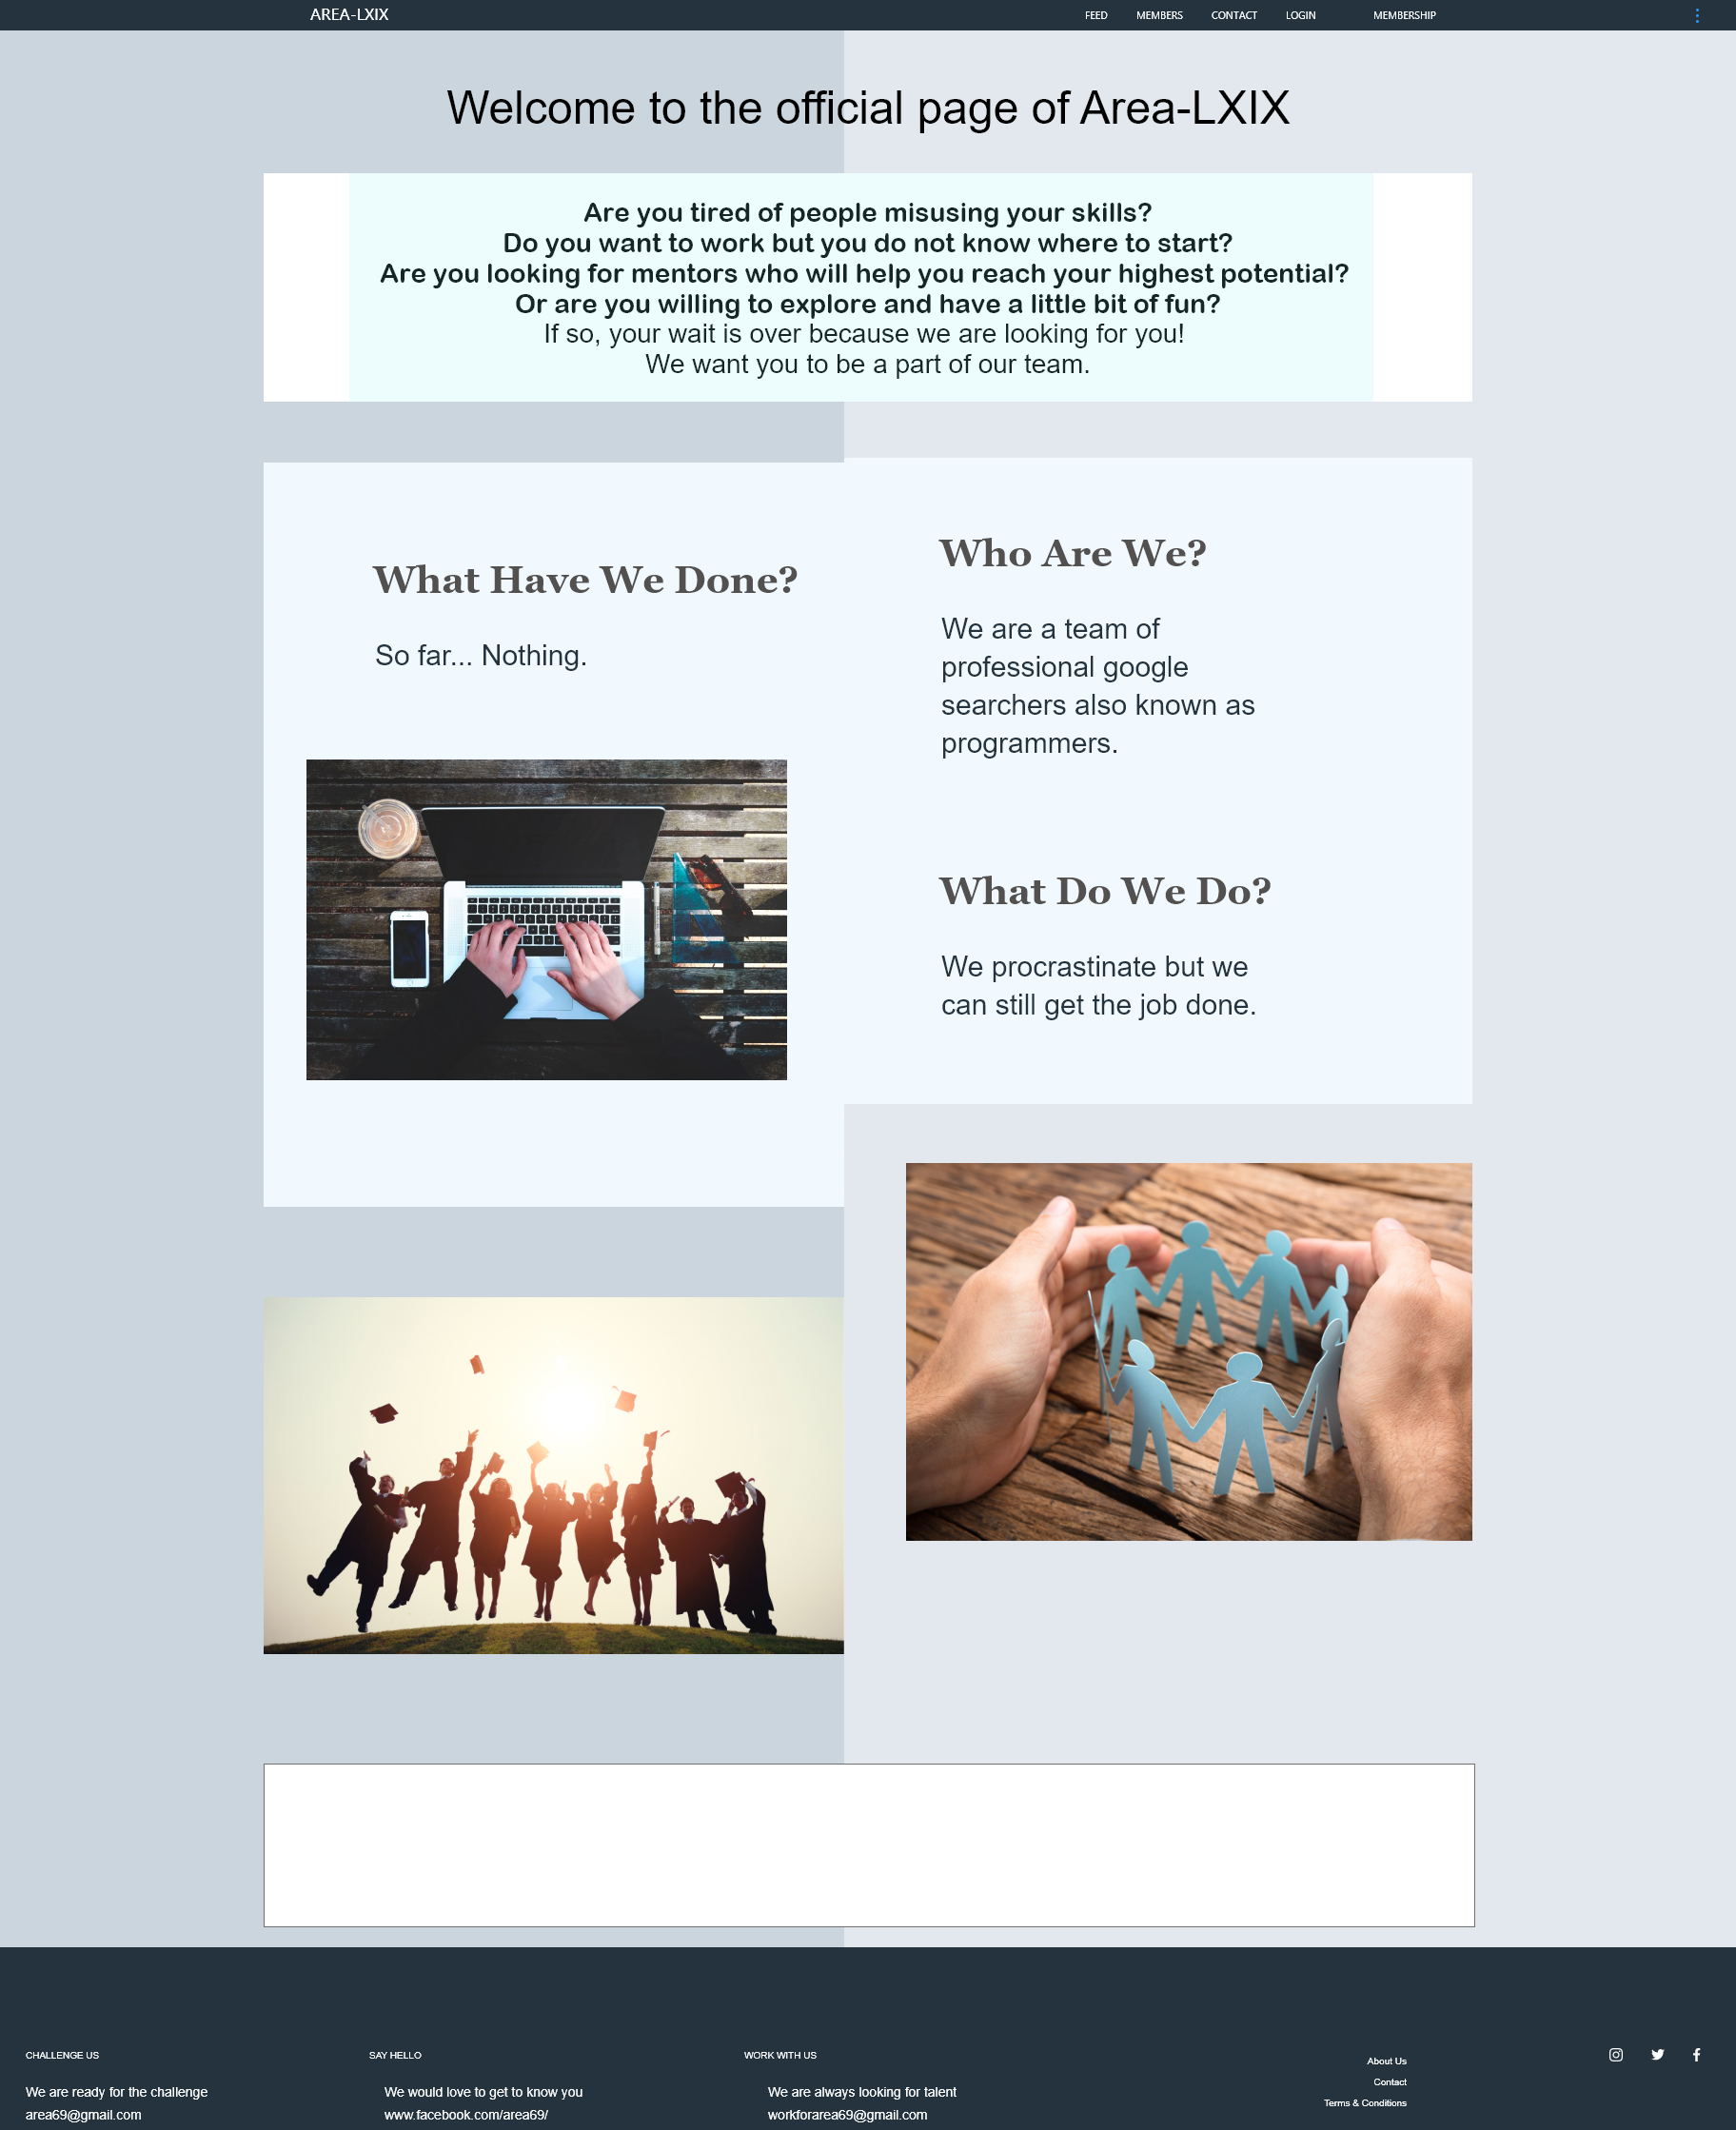 AREA-LXIX
FEED MEMBERS CONTACT LOGIN MEMBERSHIP
Welcome to the official page of Area-LXIX
Are you tired of people misusing your skills?
Do you want to work but you do not know where to start?
Are you looking for mentors who will help you reach your highest potential?
Or are you willing to explore and have a little bit of fun?
If so, your wait is over because we are looking for you!
We want you to be a part of our team.
What Have We Done?
So far... Nothing.
Who Are We?
We are a team of
professional google
searchers also known as
programmers.
What Do We Do?
We procrastinate but we
can still get the job done.
CHALLENGE US
We are ready for the challenge
area69@gmail.com
SAY HELLO
We would love to get to know you
www.facebook.com/area69/
WORK WITH US
We are always looking for talent
workforarea69@gmail.com
About Us
Contact
Terms & Conditions